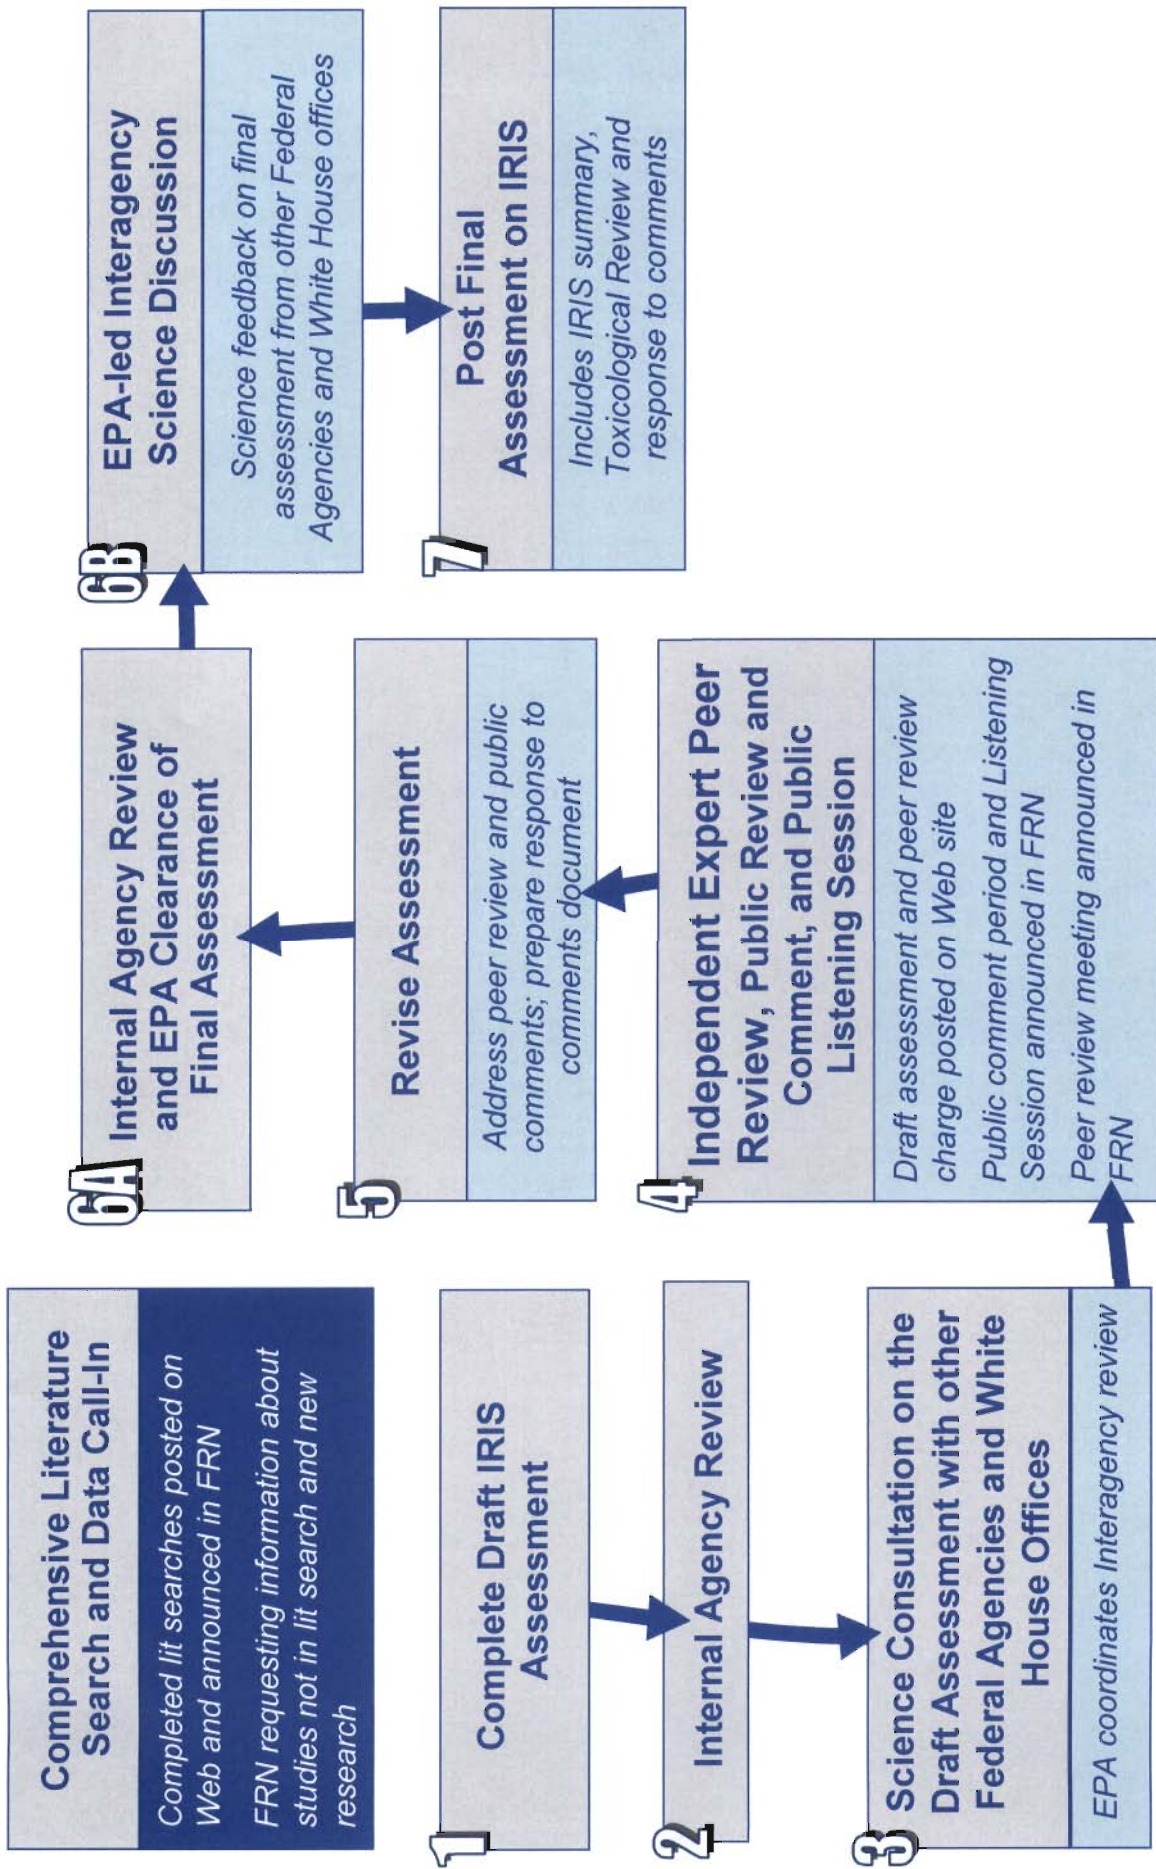 Comprehensive Literature
Search and Data Call-In
Completed lit searches posted on
Web and announced in FRN
FRN requesting information about
studies not in lit search and new
research
1
Complete Draft IRIS
Assessment
2
Internal Agency Review
3
Science Consultation on the
Draft Assessment with other
Federal Agencies and White
House Offices
EPA coordinates Interagency review
4
Independent Expert Peer
Review, Public Review and
Comment, and Public
Listening Session
Draft assessment and peer review
charge posted on Web site
Public comment period and Listening
Session announced in FRN
Peer review meeting announced in
FRN
5
Revise Assessment
Address peer review and public
comments; prepare response to
comments document
6A
Internal Agency Review
and EPA Clearance of
Final Assessment
6B
EPA-led Interagency
Science Discussion
Science feedback on final
assessment from other Federal
Agencies and White House offices
7
Post Final
Assessment on IRIS
Includes IRIS summary,
Toxicological Review and
response to comments